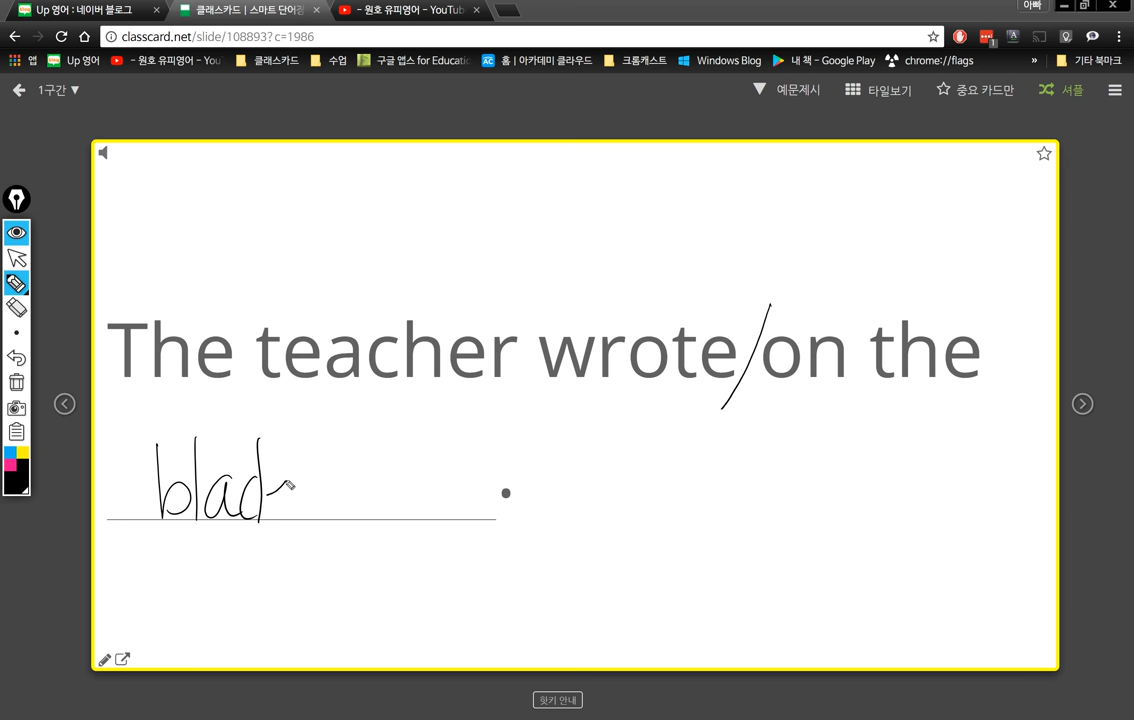 Up 영어 : 네이버 블로그
클래스카드 | 스마트 단어장
- 원호 유피영어 - YouTub
아빠
classcard.net/slide/108893?c=1986
앱 Up 영어 - 원호 유피영어 - You 클래스카드 수업 구글 앱스 for Educatic AC 홈 | 아카데미 클라우드 크롬캐스트 Windows Blog 내 책 - Google Play chrome://flags » 기타 북마크
1구간 ▼ ▼ 예문제시 타일보기 중요 카드만 셔플
The teacher wrote/on the
blad
.
핫키 안내